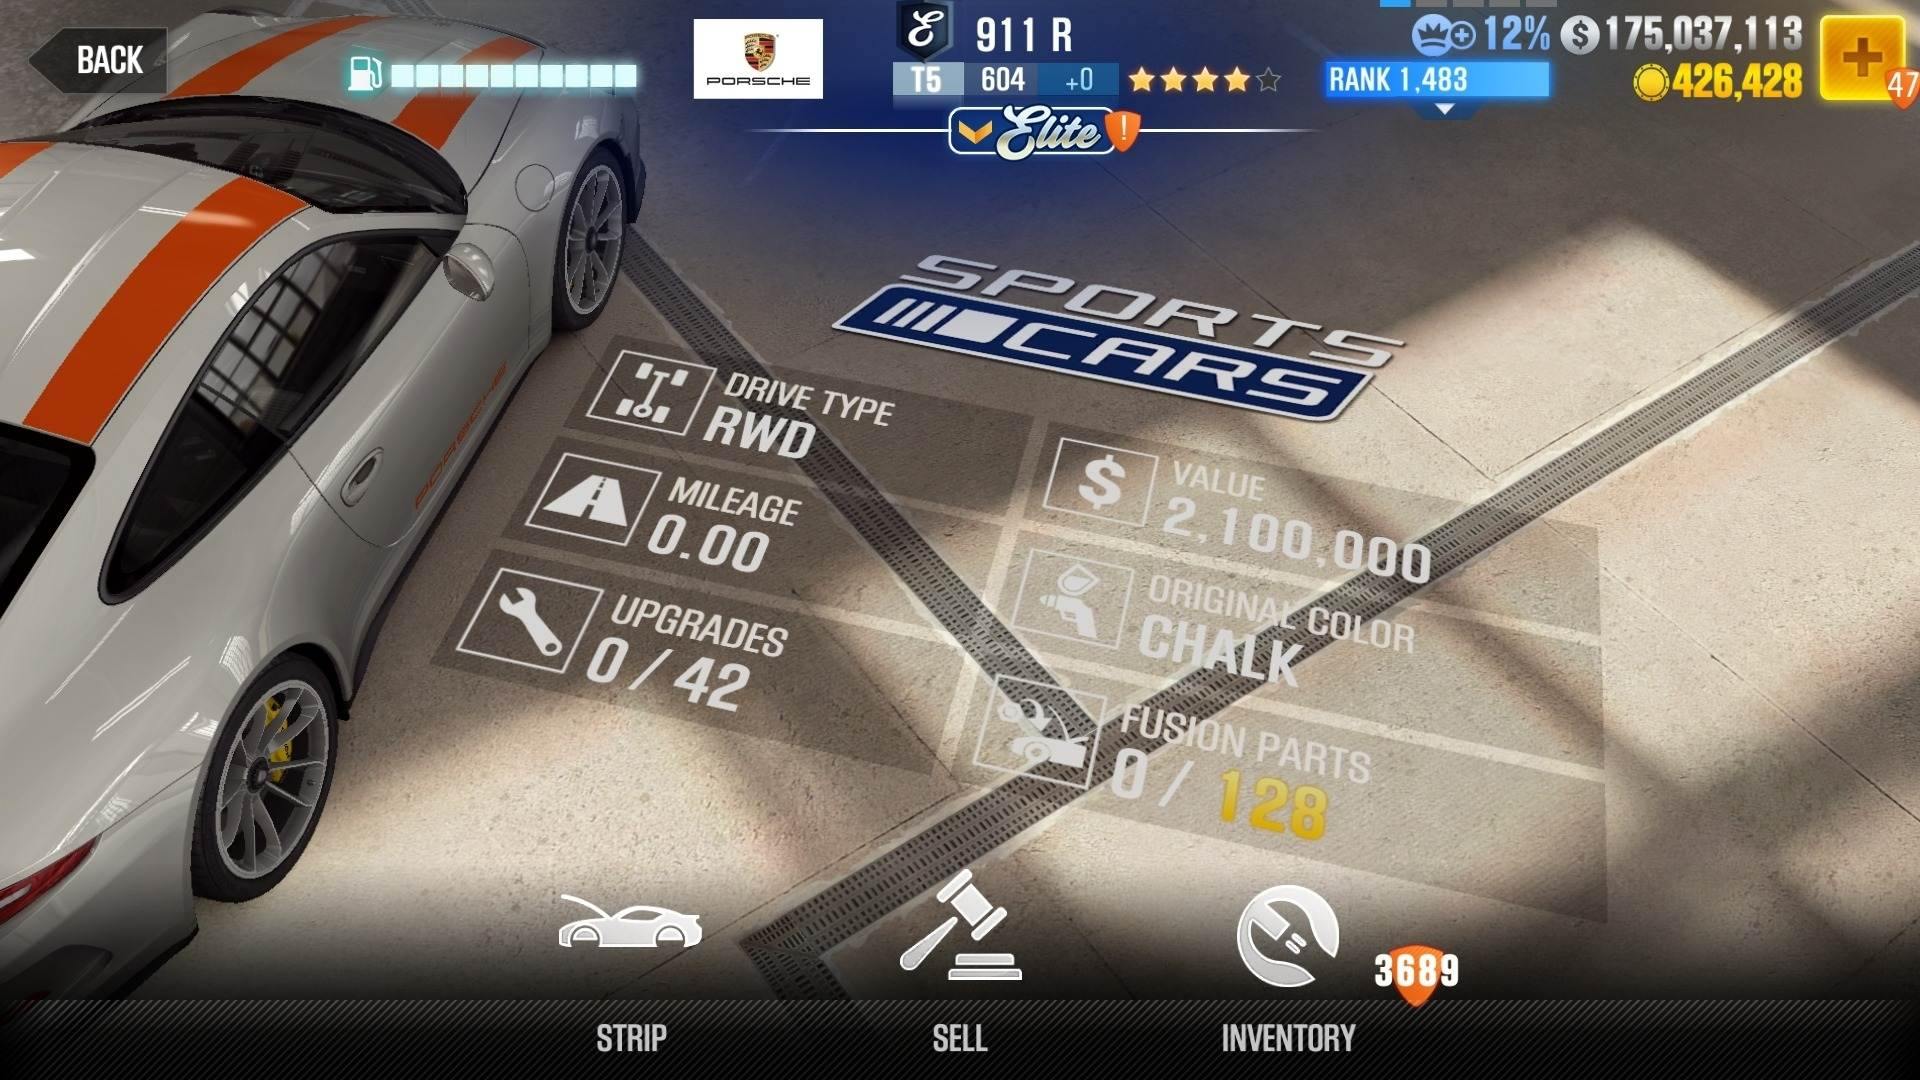 BACK
PORSCHE
911 R
T5 604 +0
Elite !
12%
175,037,113
RANK 1,483
426,428
47
SPORTS
CARS
PORSCHE
DRIVE TYPE
RWD
MILEAGE
0.00
UPGRADES
0 / 42
VALUE
2,100,000
ORIGINAL COLOR
CHALK
FUSION PARTS
0 / 128
STRIP
SELL
INVENTORY
3689